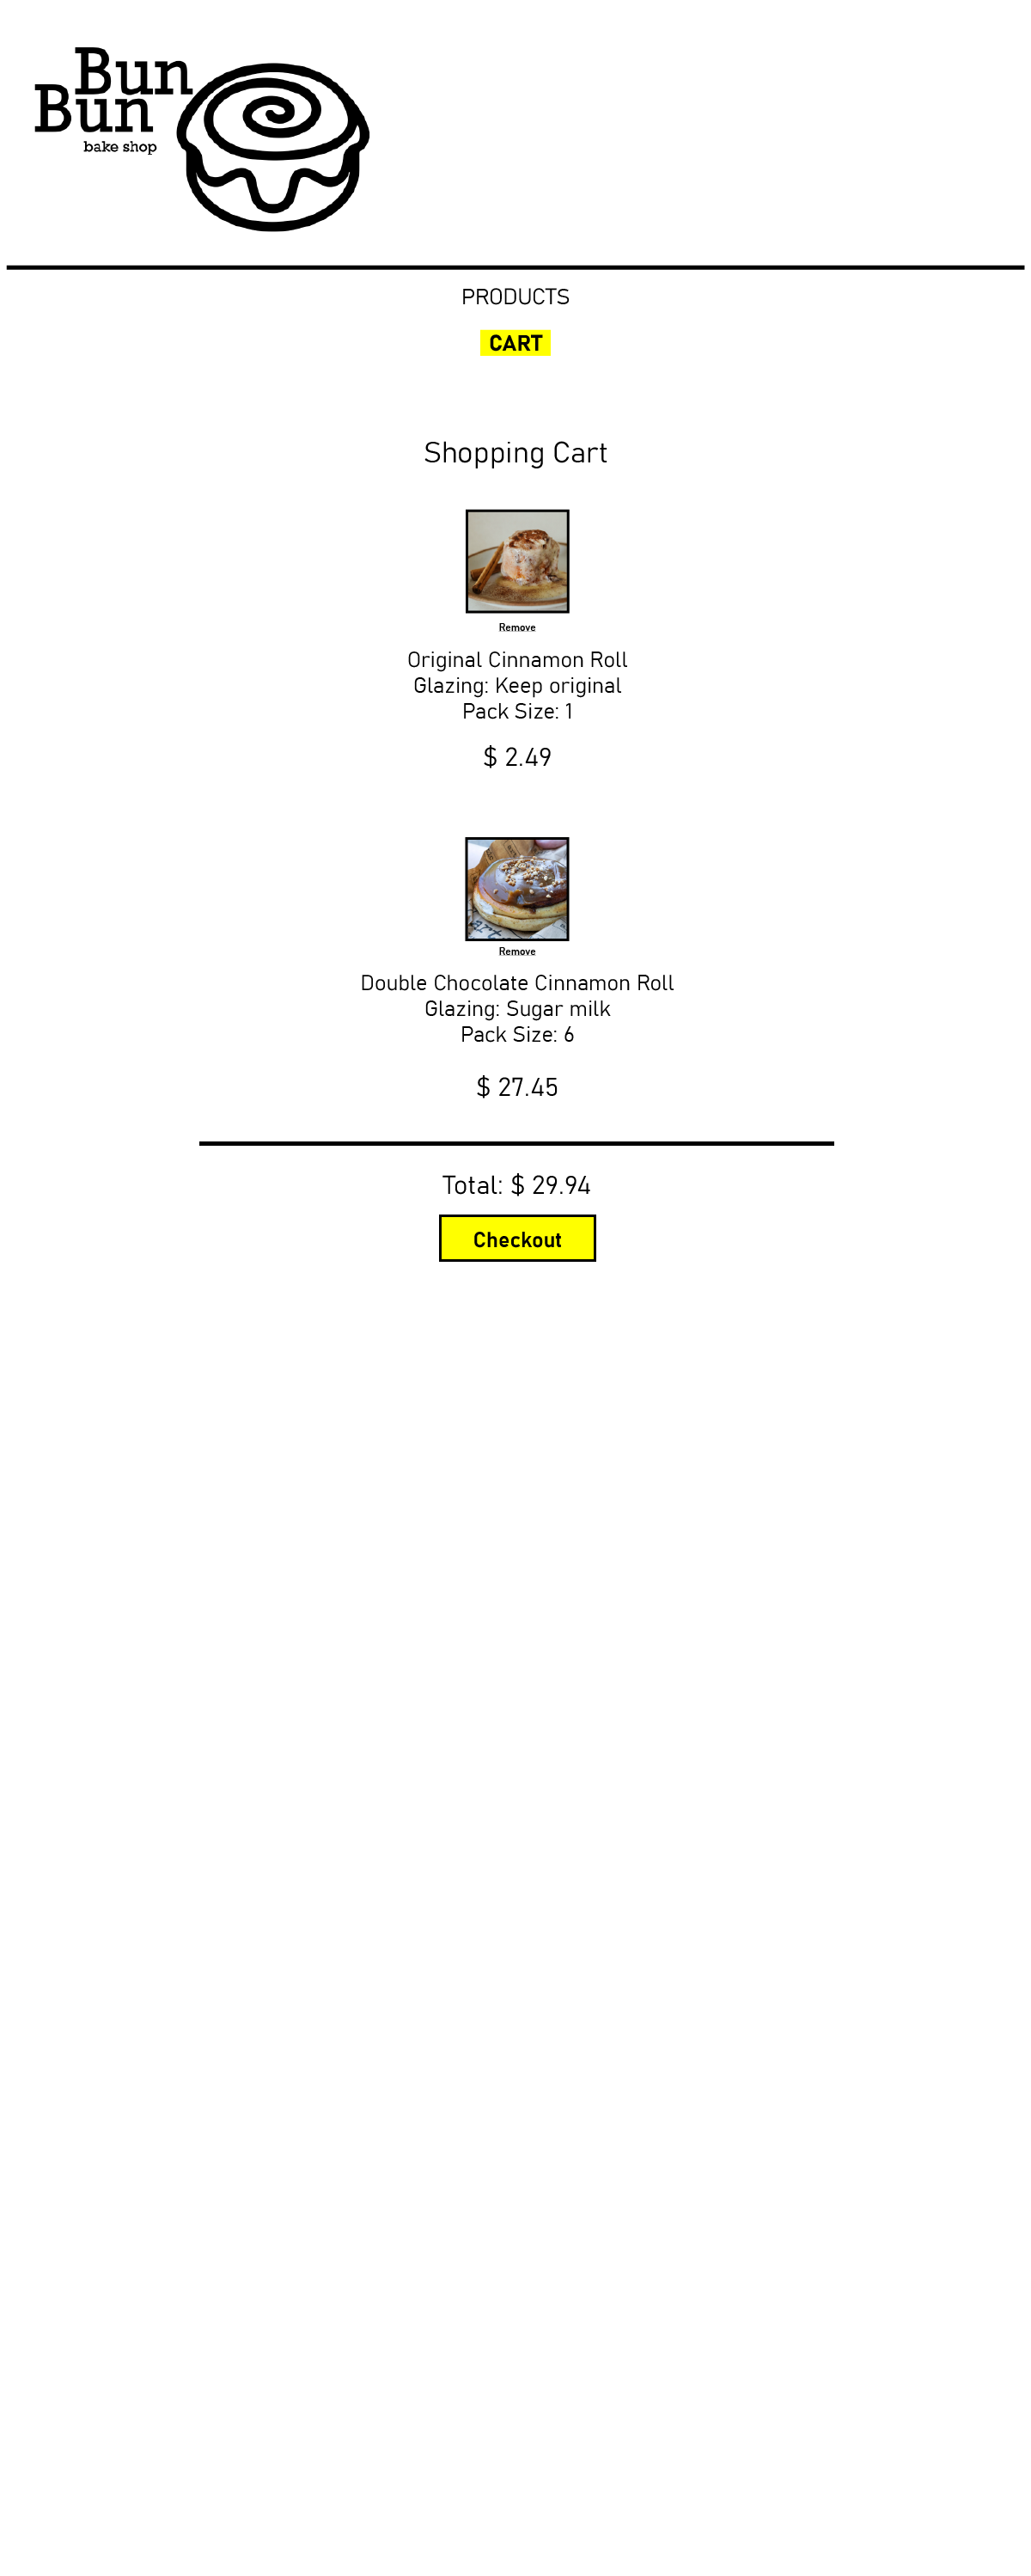 Bun
Bun
bake shop
PRODUCTS
CART
Shopping Cart
Remove
Original Cinnamon Roll
Glazing: Keep original
Pack Size: 1
$ 2.49
Remove
Double Chocolate Cinnamon Roll
Glazing: Sugar milk
Pack Size: 6
$ 27.45
Total: $ 29.94
Checkout